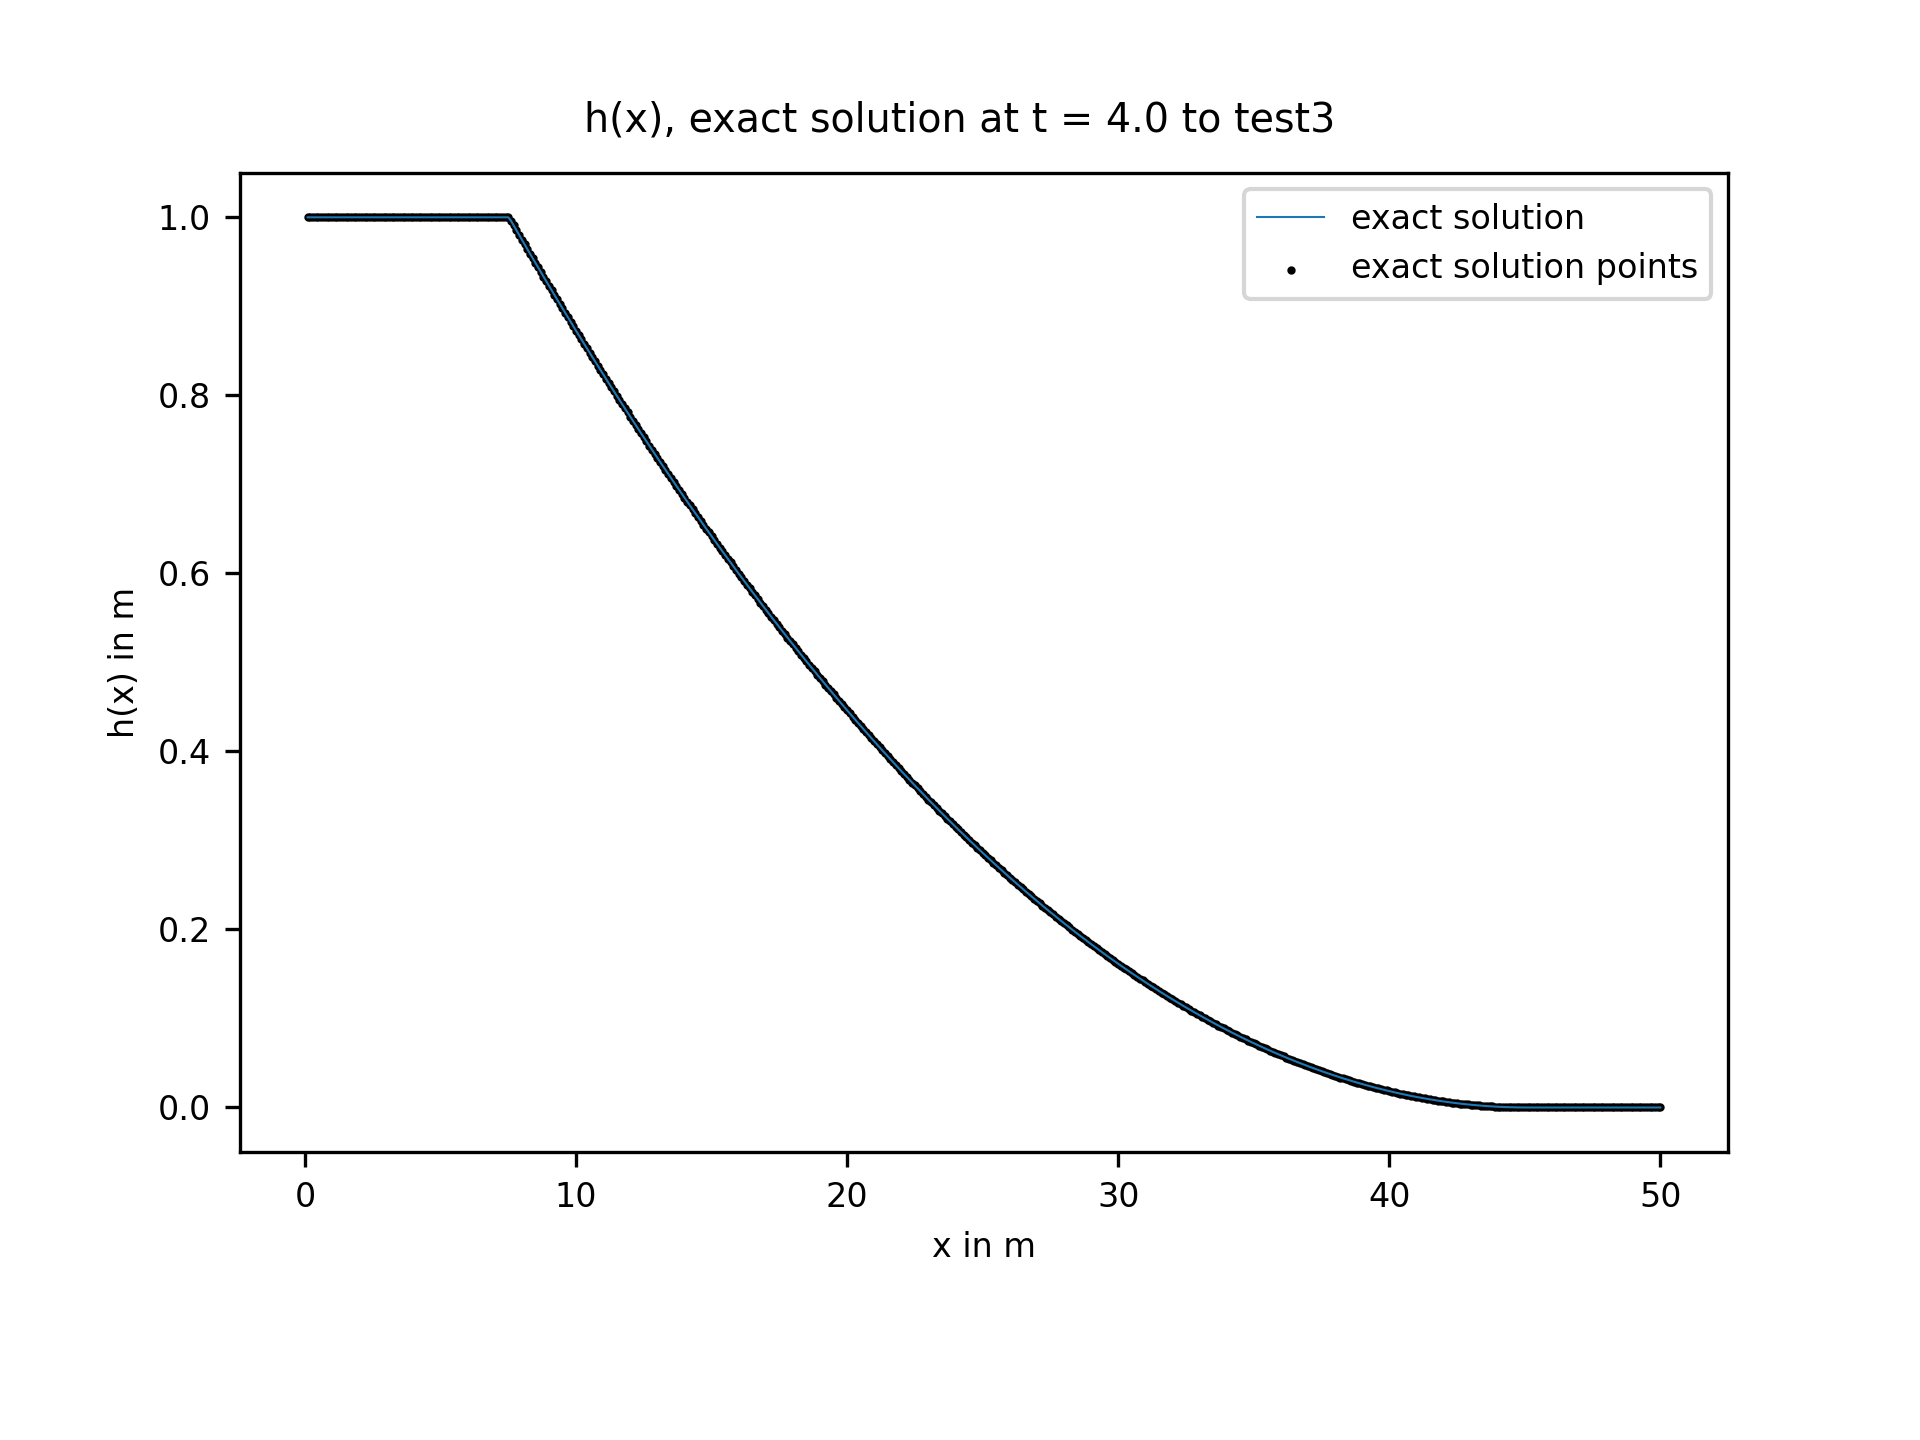 h(x), exact solution at t = 4.0 to test3
exact solution
exact solution points
1.0
0.8
0.6
0.4
0.2
0.0
h(x) in m
0 10 20 30 40 50
x in m